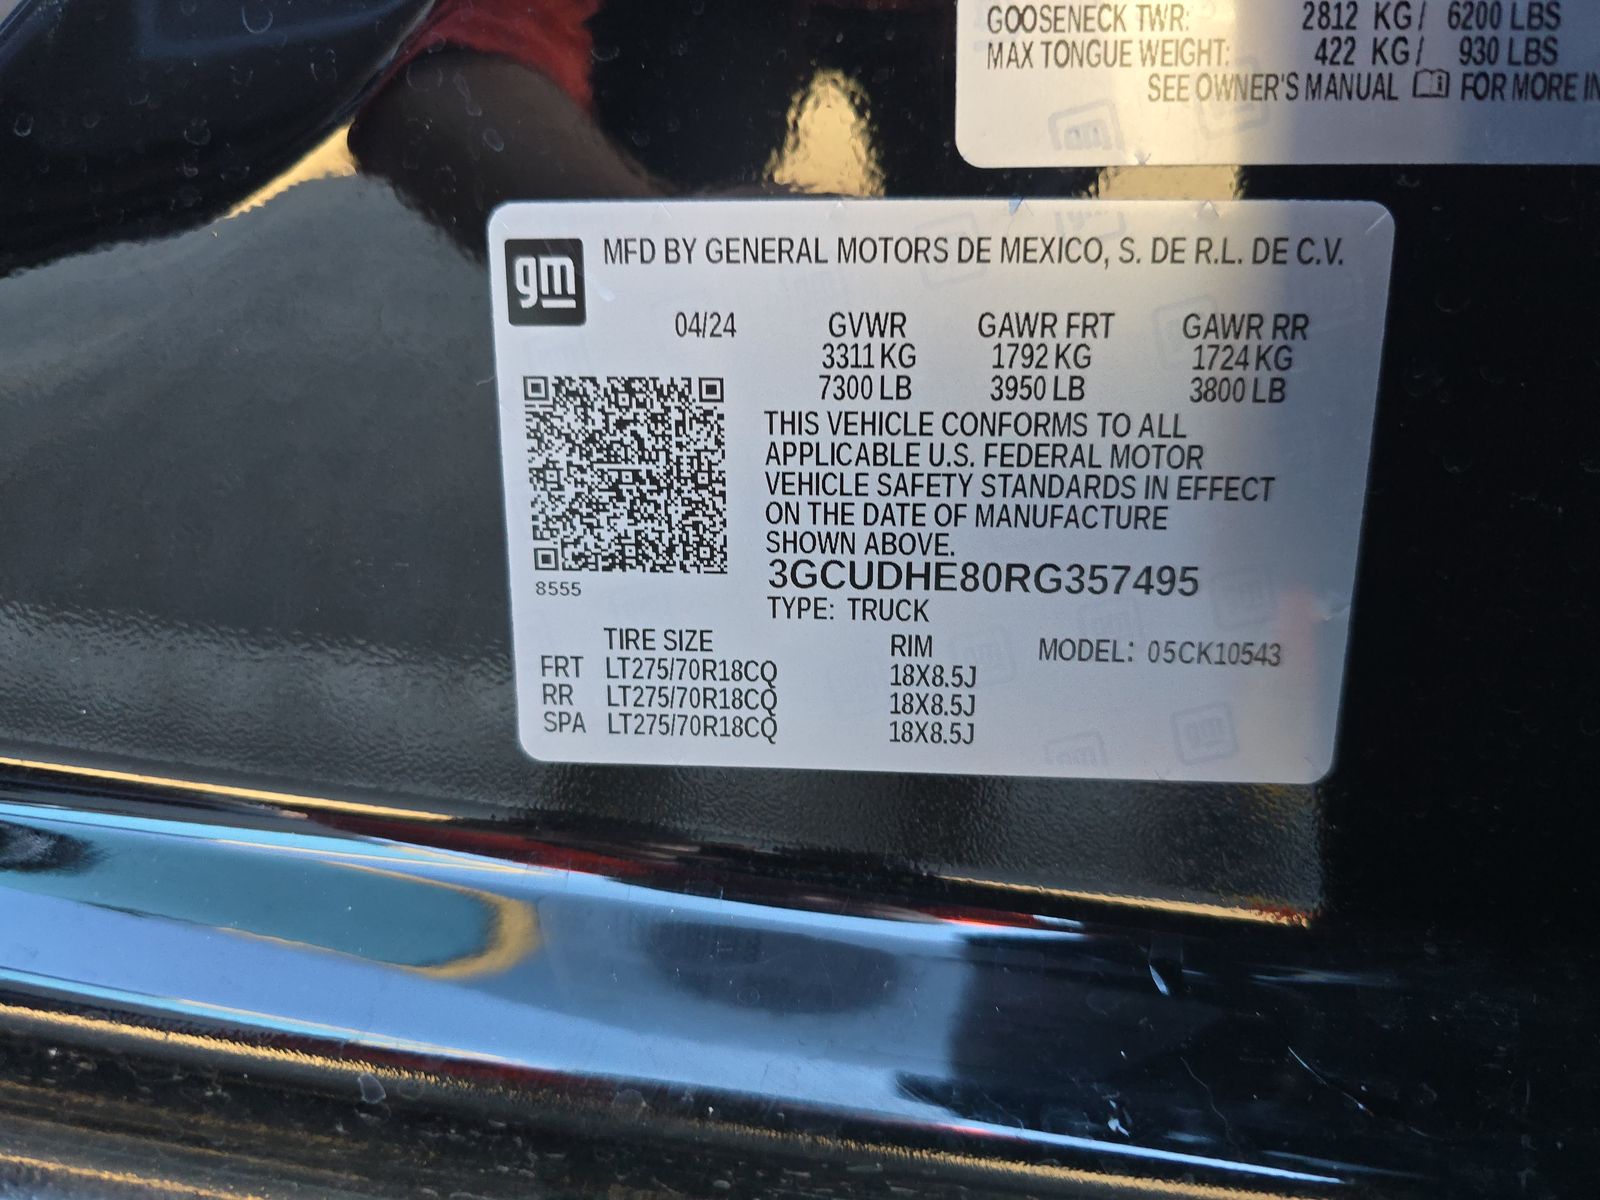 GOOSENECK TWR: 2812 KG/ 6200 LBS
MAX TONGUE WEIGHT: 422 KG/ 930 LBS
SEE OWNER'S MANUAL FOR MORE IN
gm MFD BY GENERAL MOTORS DE MEXICO, S. DE R.L. DE C.V.
04/24 GVWR GAWR FRT GAWR RR
3311 KG 1792 KG 1724 KG
7300 LB 3950 LB 3800 LB
THIS VEHICLE CONFORMS TO ALL
APPLICABLE U.S. FEDERAL MOTOR
VEHICLE SAFETY STANDARDS IN EFFECT
ON THE DATE OF MANUFACTURE
SHOWN ABOVE.
8555
3GCUDHE80RG357495
TYPE: TRUCK
TIRE SIZE RIM MODEL: 05CK10543
FRT LT275/70R18CQ 18X8.5J
RR LT275/70R18CQ 18X8.5J
SPA LT275/70R18CQ 18X8.5J